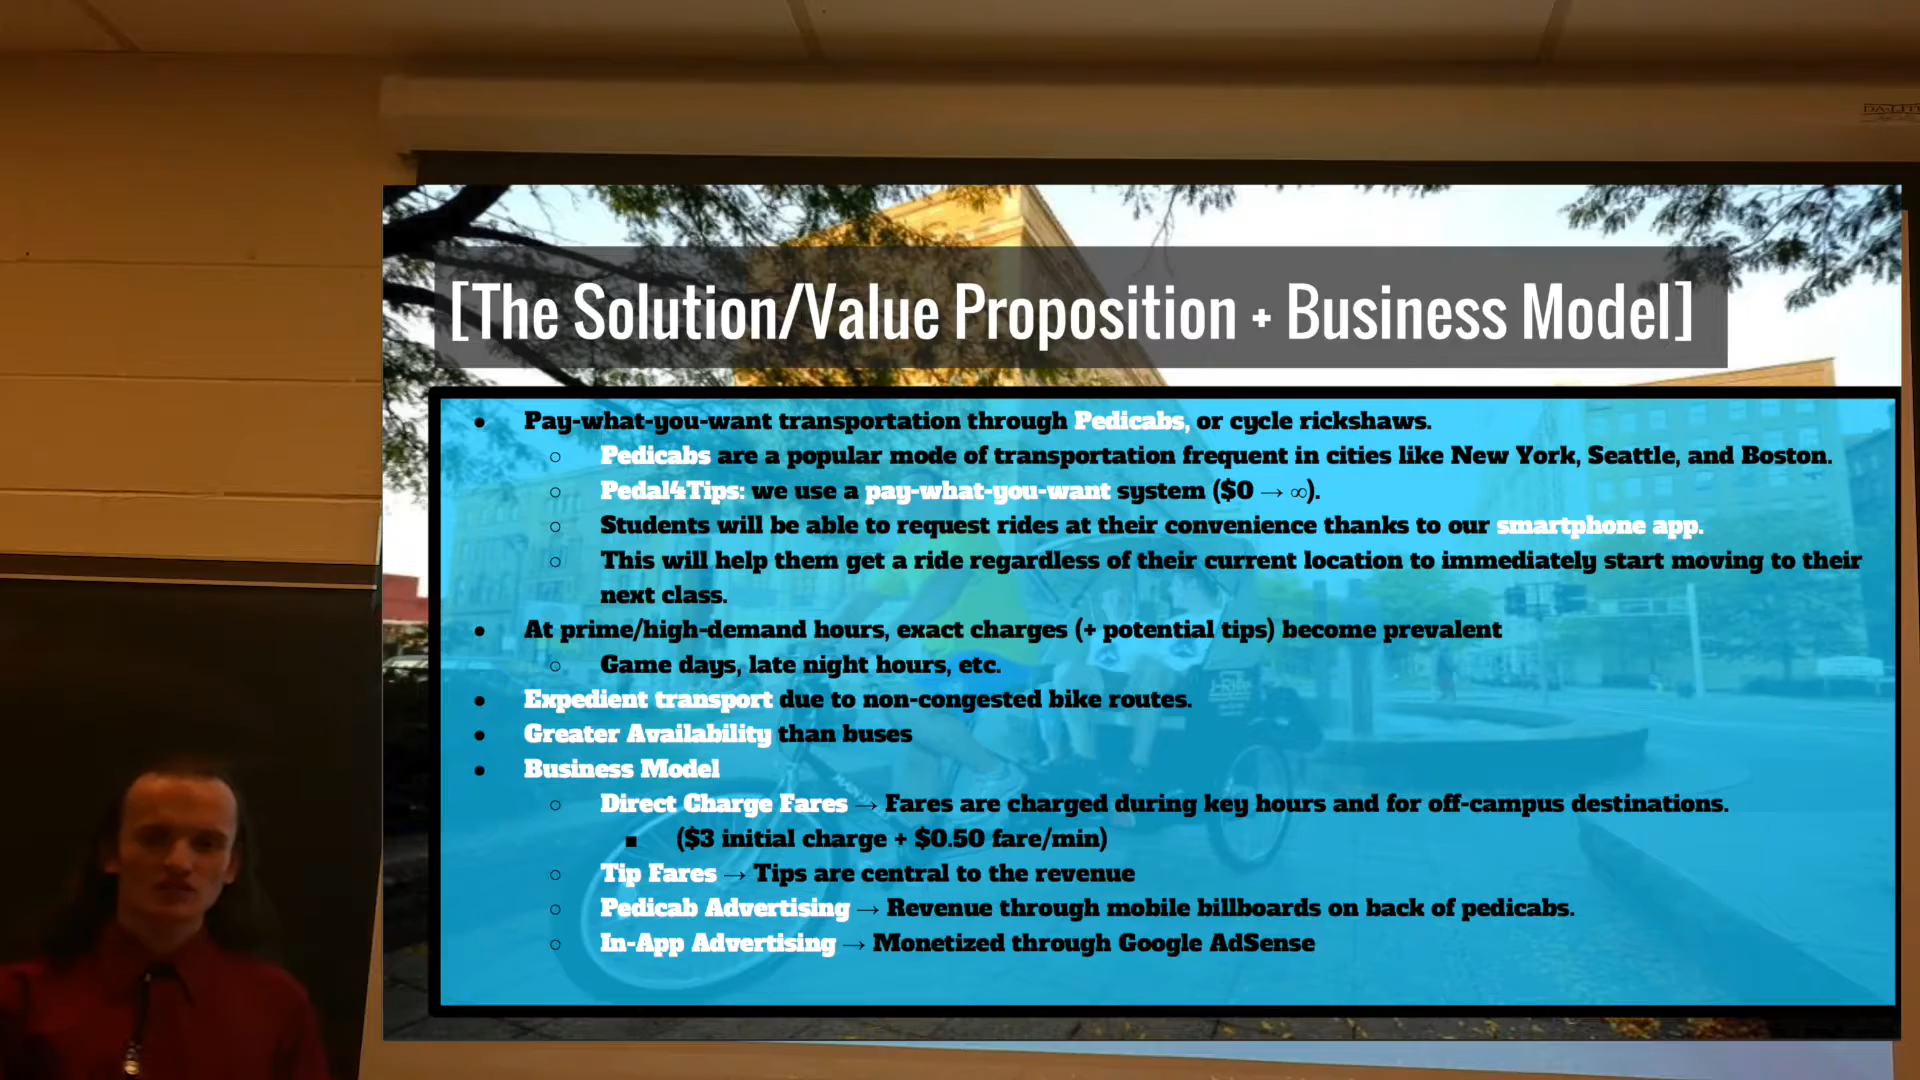 DA-LITE
[The Solution/Value Proposition + Business Model]
● Pay-what-you-want transportation through Pedicabs, or cycle rickshaws.
○ Pedicabs are a popular mode of transportation frequent in cities like New York, Seattle, and Boston.
○ Pedal4Tips: we use a pay-what-you-want system ($0 → ∞).
○ Students will be able to request rides at their convenience thanks to our smartphone app.
○ This will help them get a ride regardless of their current location to immediately start moving to their
next class.
● At prime/high-demand hours, exact charges (+ potential tips) become prevalent
○ Game days, late night hours, etc.
● Expedient transport due to non-congested bike routes.
● Greater Availability than buses
● Business Model
○ Direct Charge Fares → Fares are charged during key hours and for off-campus destinations.
■ ($3 initial charge + $0.50 fare/min)
○ Tip Fares → Tips are central to the revenue
○ Pedicab Advertising → Revenue through mobile billboards on back of pedicabs.
○ In-App Advertising → Monetized through Google AdSense